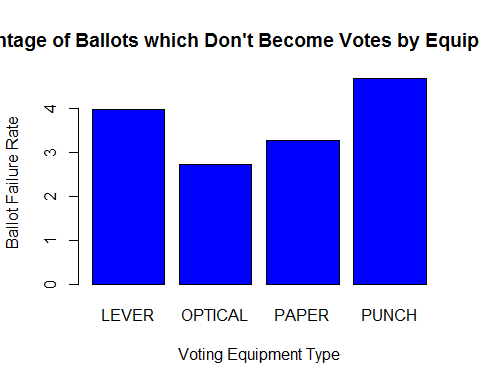 ntage of Ballots which Don't Become Votes by Equip
Ballot Failure Rate
4
3
2
1
0
LEVER OPTICAL PAPER PUNCH
Voting Equipment Type